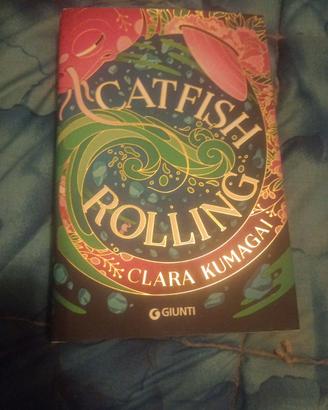 CATFISH
ROLLING
CLARA KUMAGAI
GIUNTI